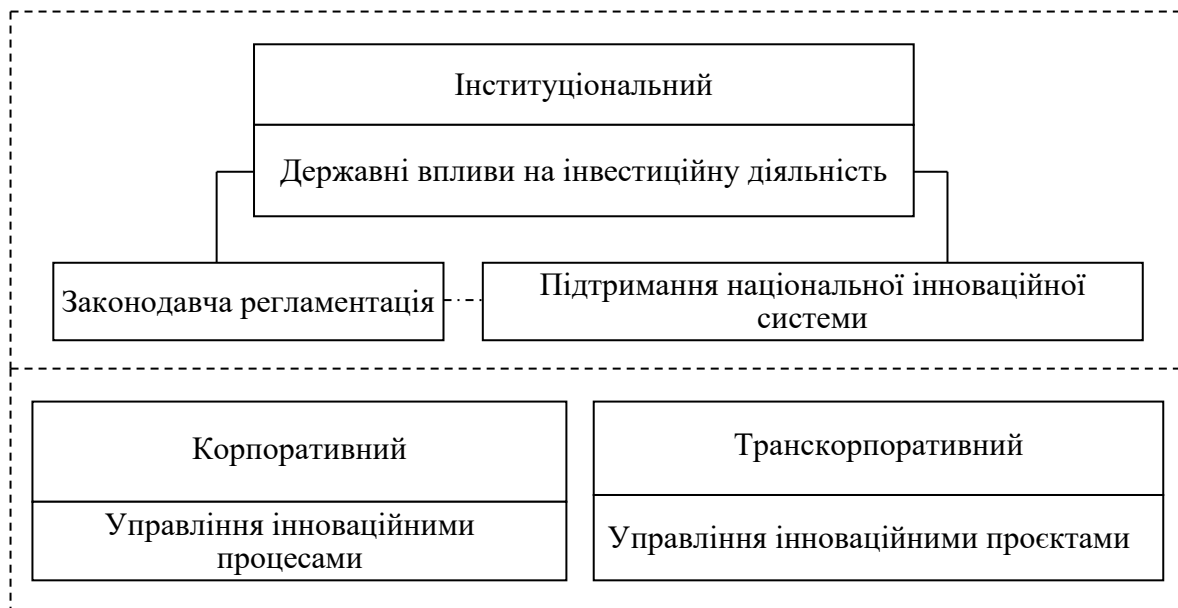 Інституціональний
Державні впливи на інвестиційну діяльність
Законодавча регламентація
Підтримання національної інноваційної
системи
Корпоративний
Управління інноваційними
процесами
Транскорпоративний
Управління інноваційними проєктами